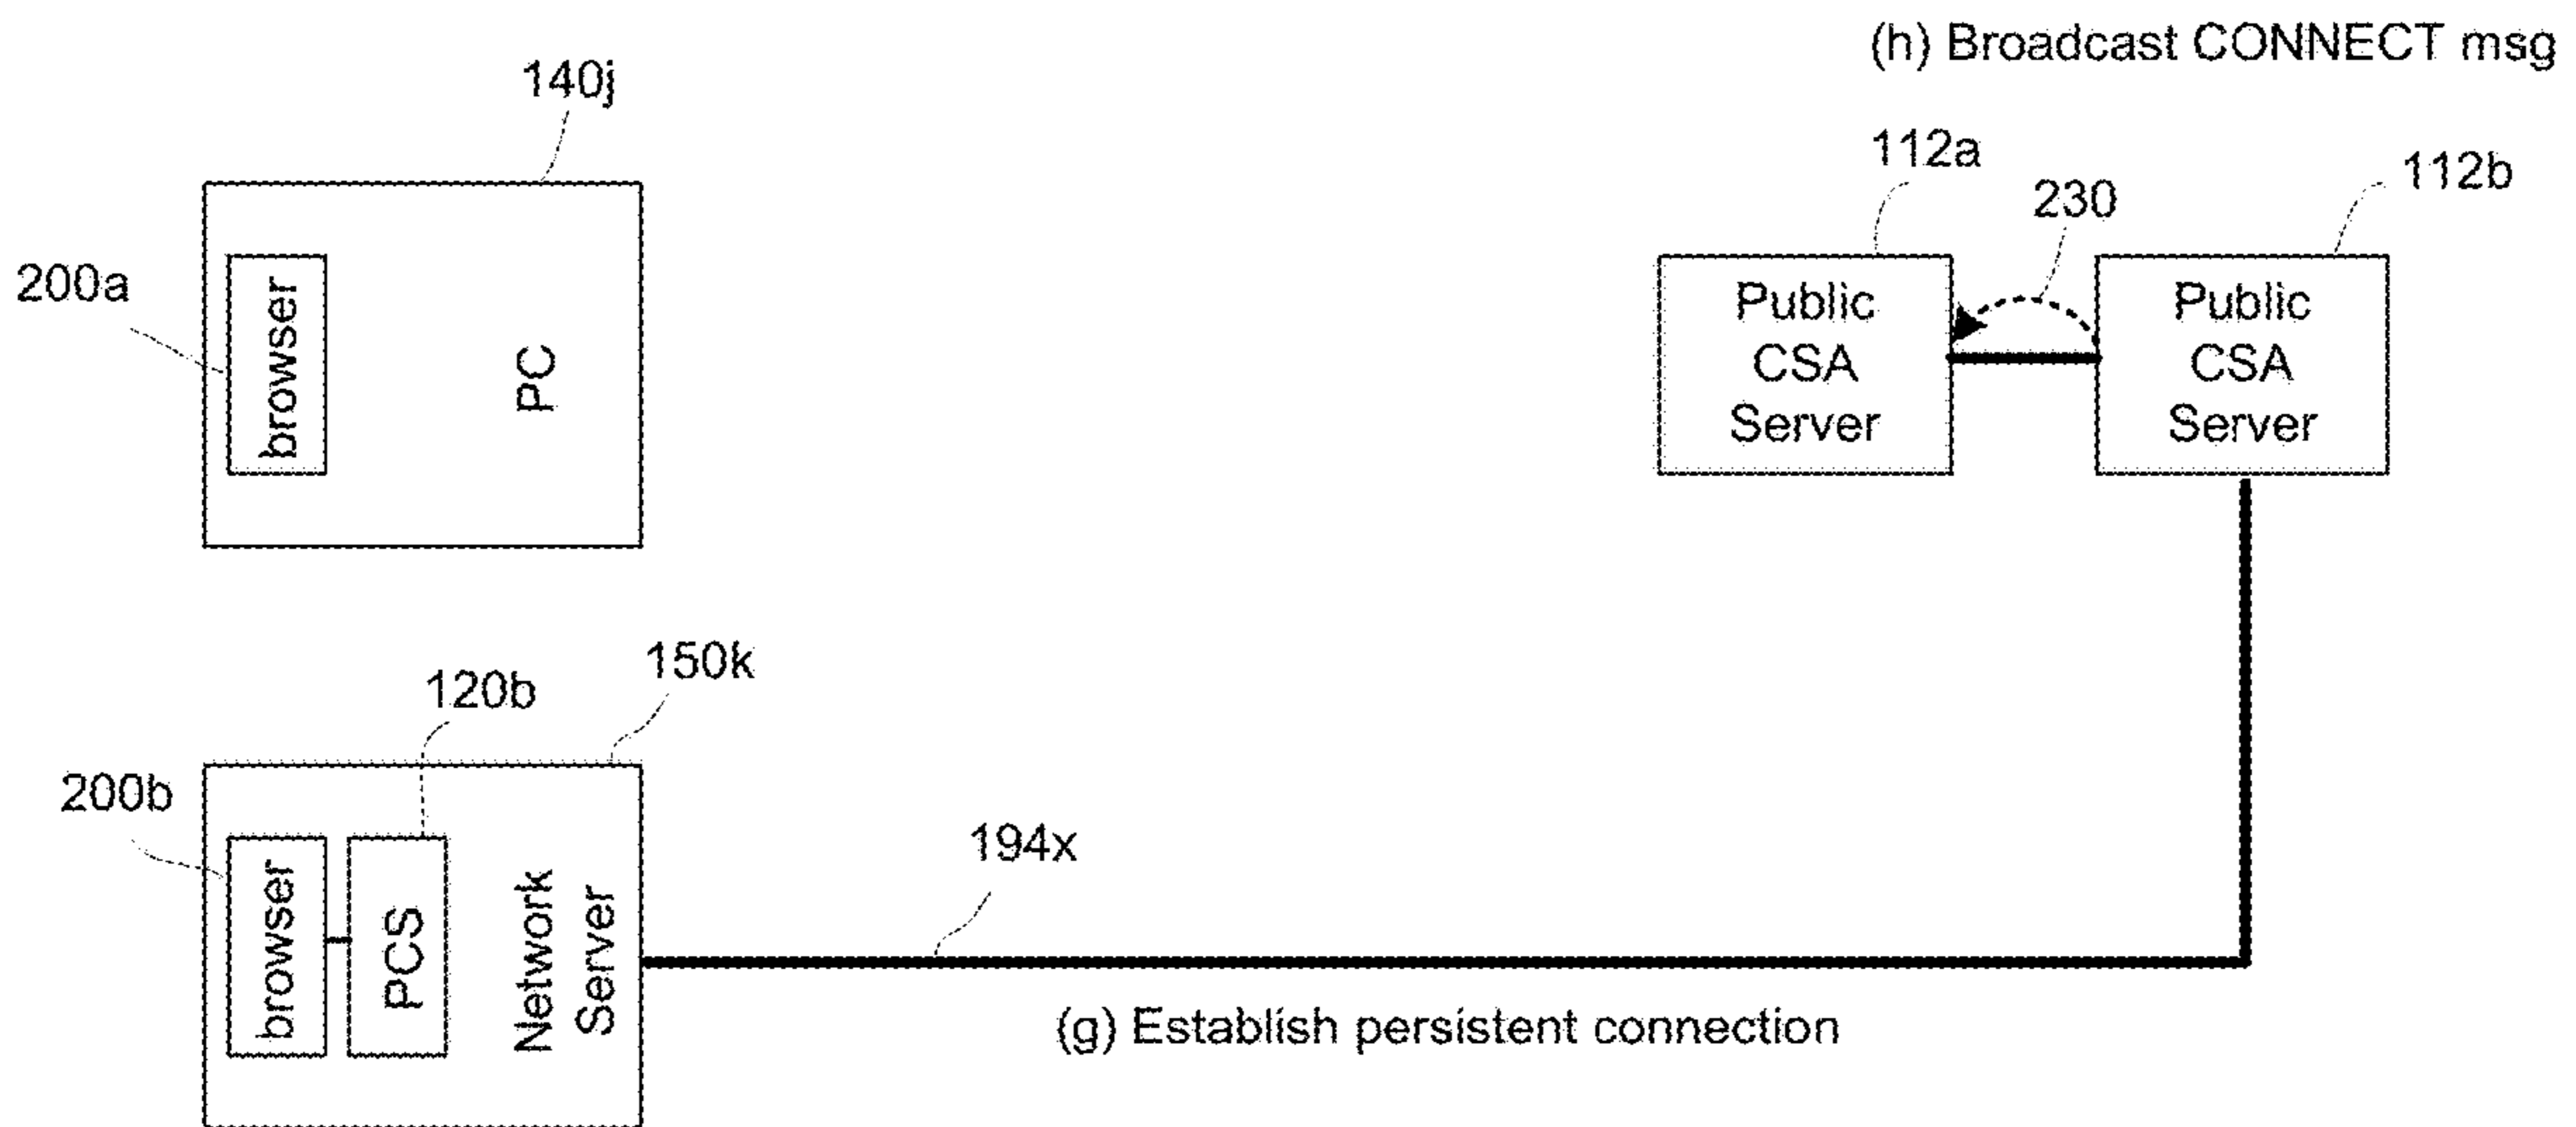 (h) Broadcast CONNECT msg
140j
112a
230
112b
200a
browser
PC
Public
CSA
Server
Public
CSA
Server
150k
120b
200b
browser
PCS
Network
Server
194x
(g) Establish persistent connection